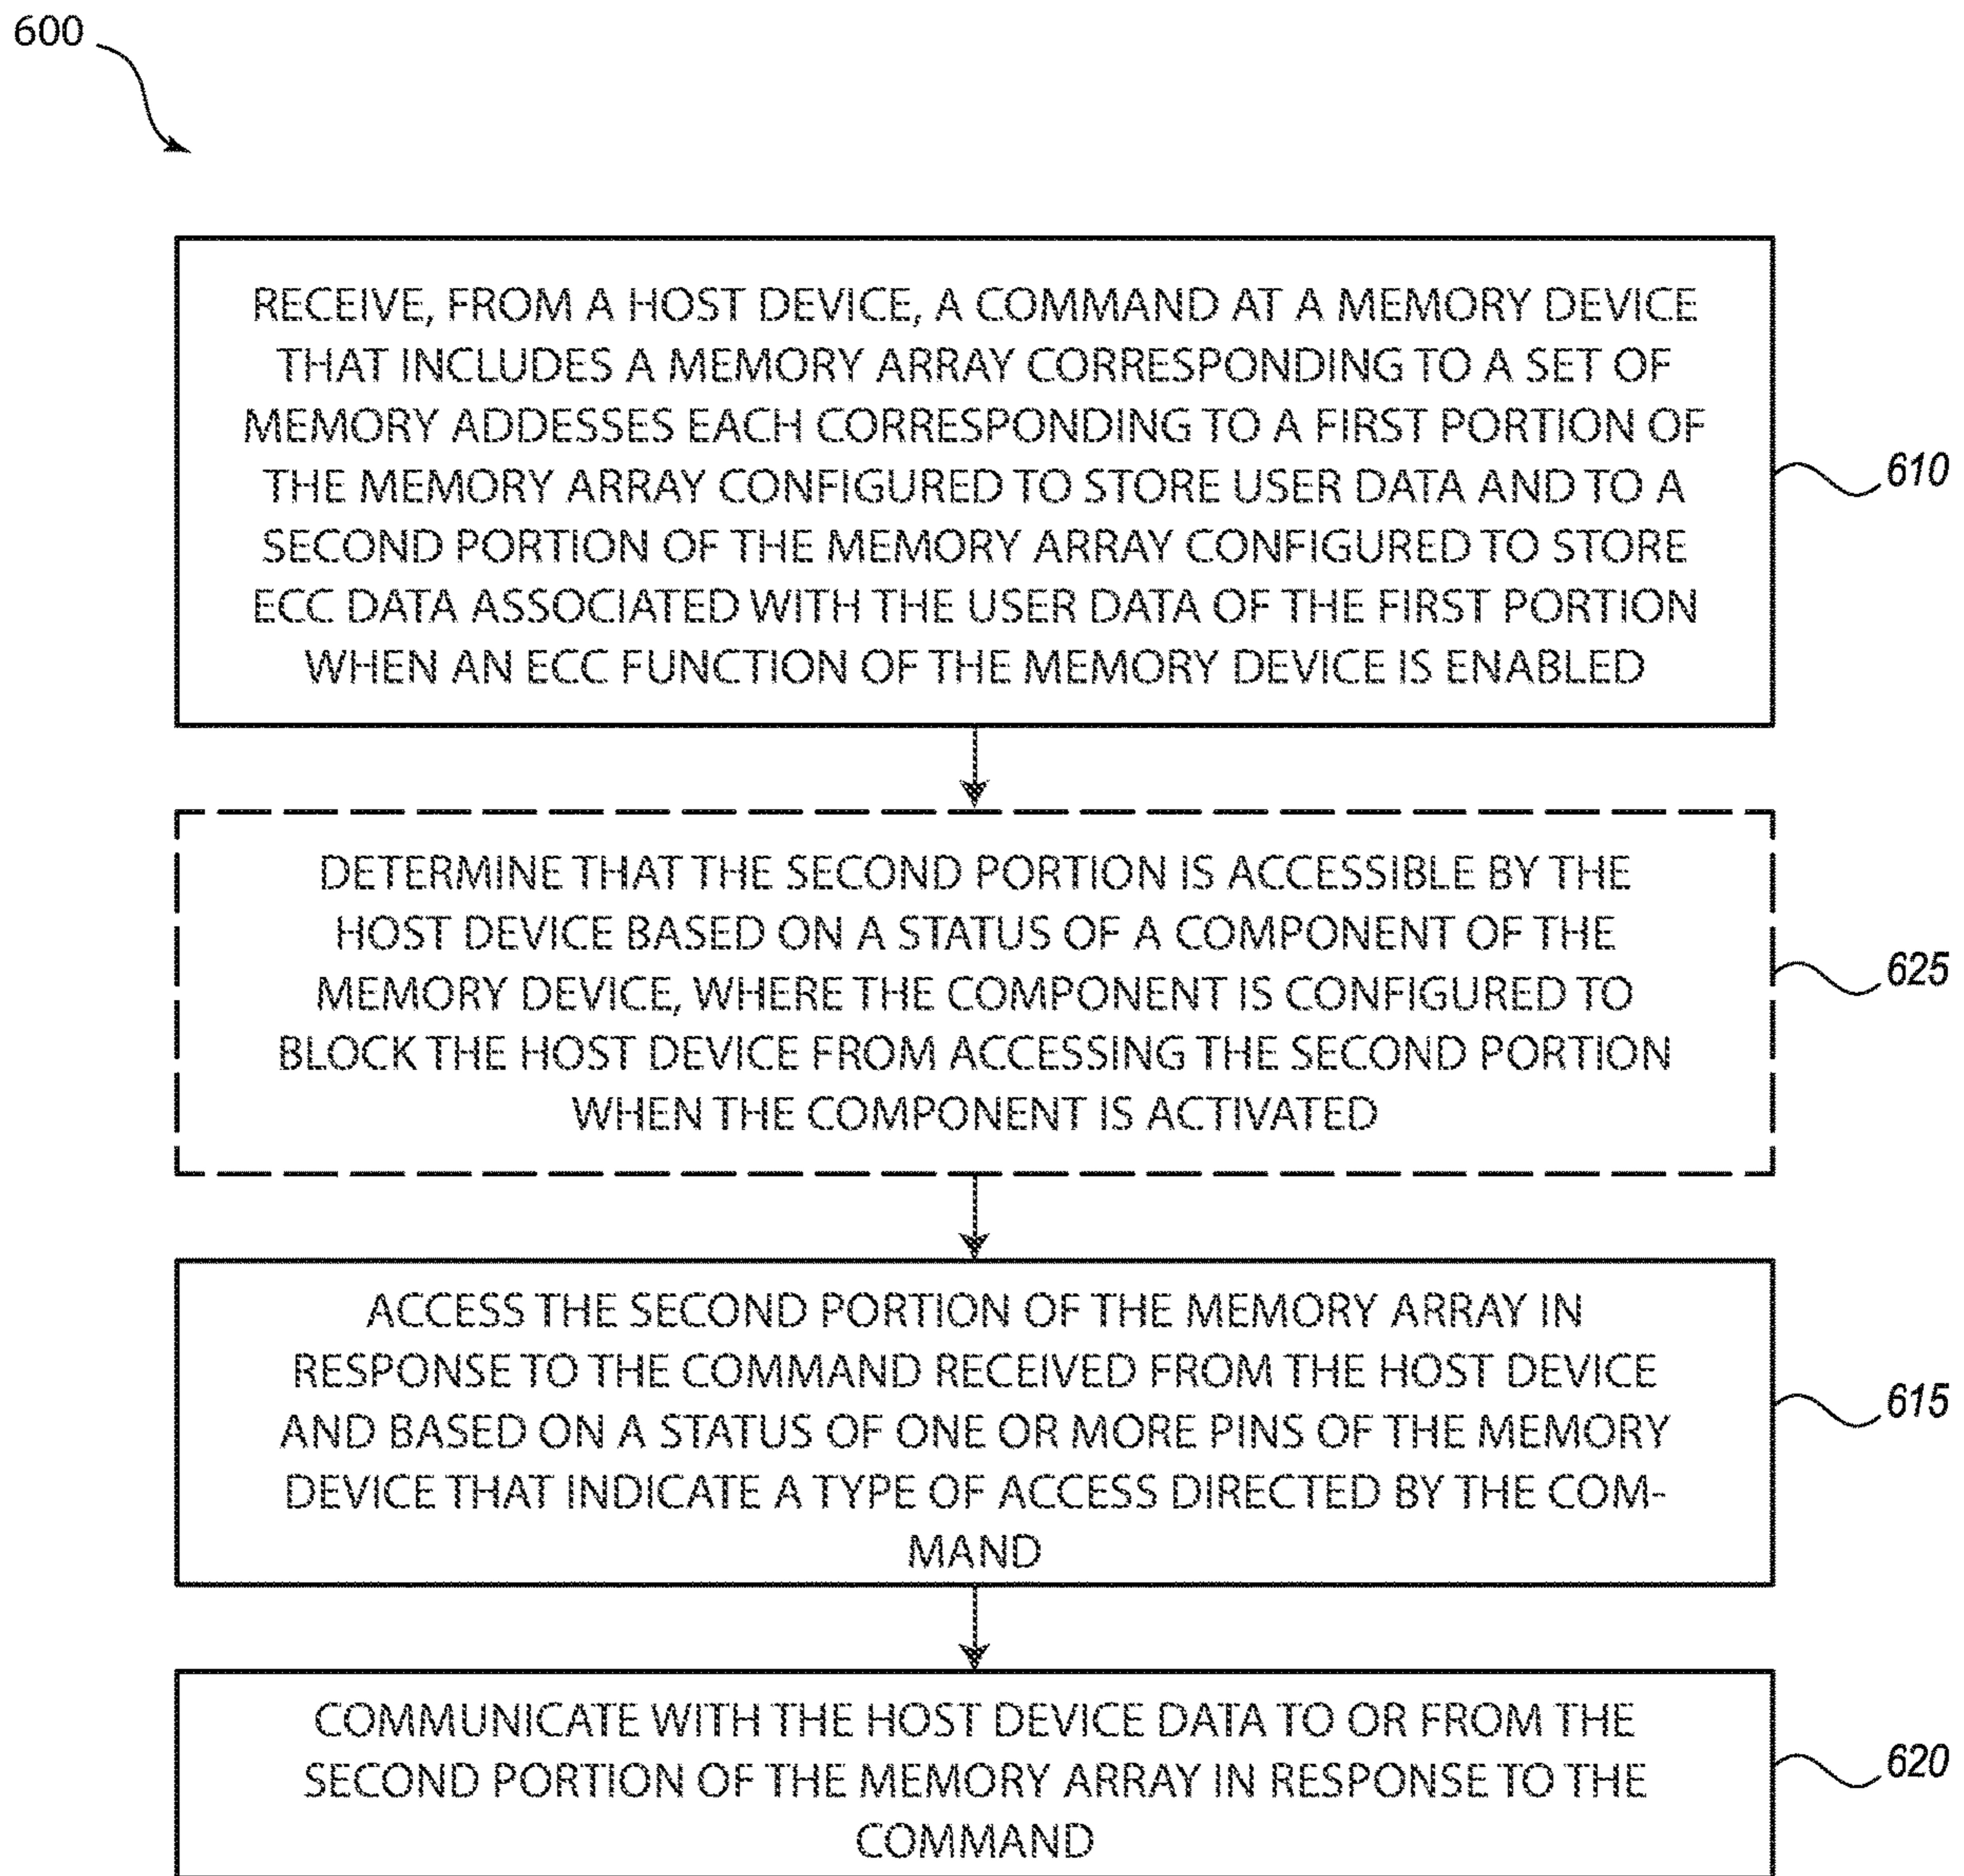 600
RECEIVE, FROM A HOST DEVICE, A COMMAND AT A MEMORY DEVICE
THAT INCLUDES A MEMORY ARRAY CORRESPONDING TO A SET OF
MEMORY ADDESSES EACH CORRESPONDING TO A FIRST PORTION OF
THE MEMORY ARRAY CONFIGURED TO STORE USER DATA AND TO A
SECOND PORTION OF THE MEMORY ARRAY CONFIGURED TO STORE
ECC DATA ASSOCIATED WITH THE USER DATA OF THE FIRST PORTION
WHEN AN ECC FUNCTION OF THE MEMORY DEVICE IS ENABLED
610
DETERMINE THAT THE SECOND PORTION IS ACCESSIBLE BY THE
HOST DEVICE BASED ON A STATUS OF A COMPONENT OF THE
MEMORY DEVICE, WHERE THE COMPONENT IS CONFIGURED TO
BLOCK THE HOST DEVICE FROM ACCESSING THE SECOND PORTION
WHEN THE COMPONENT IS ACTIVATED
625
ACCESS THE SECOND PORTION OF THE MEMORY ARRAY IN
RESPONSE TO THE COMMAND RECEIVED FROM THE HOST DEVICE
AND BASED ON A STATUS OF ONE OR MORE PINS OF THE MEMORY
DEVICE THAT INDICATE A TYPE OF ACCESS DIRECTED BY THE COM-
MAND
615
COMMUNICATE WITH THE HOST DEVICE DATA TO OR FROM THE
SECOND PORTION OF THE MEMORY ARRAY IN RESPONSE TO THE
COMMAND
620